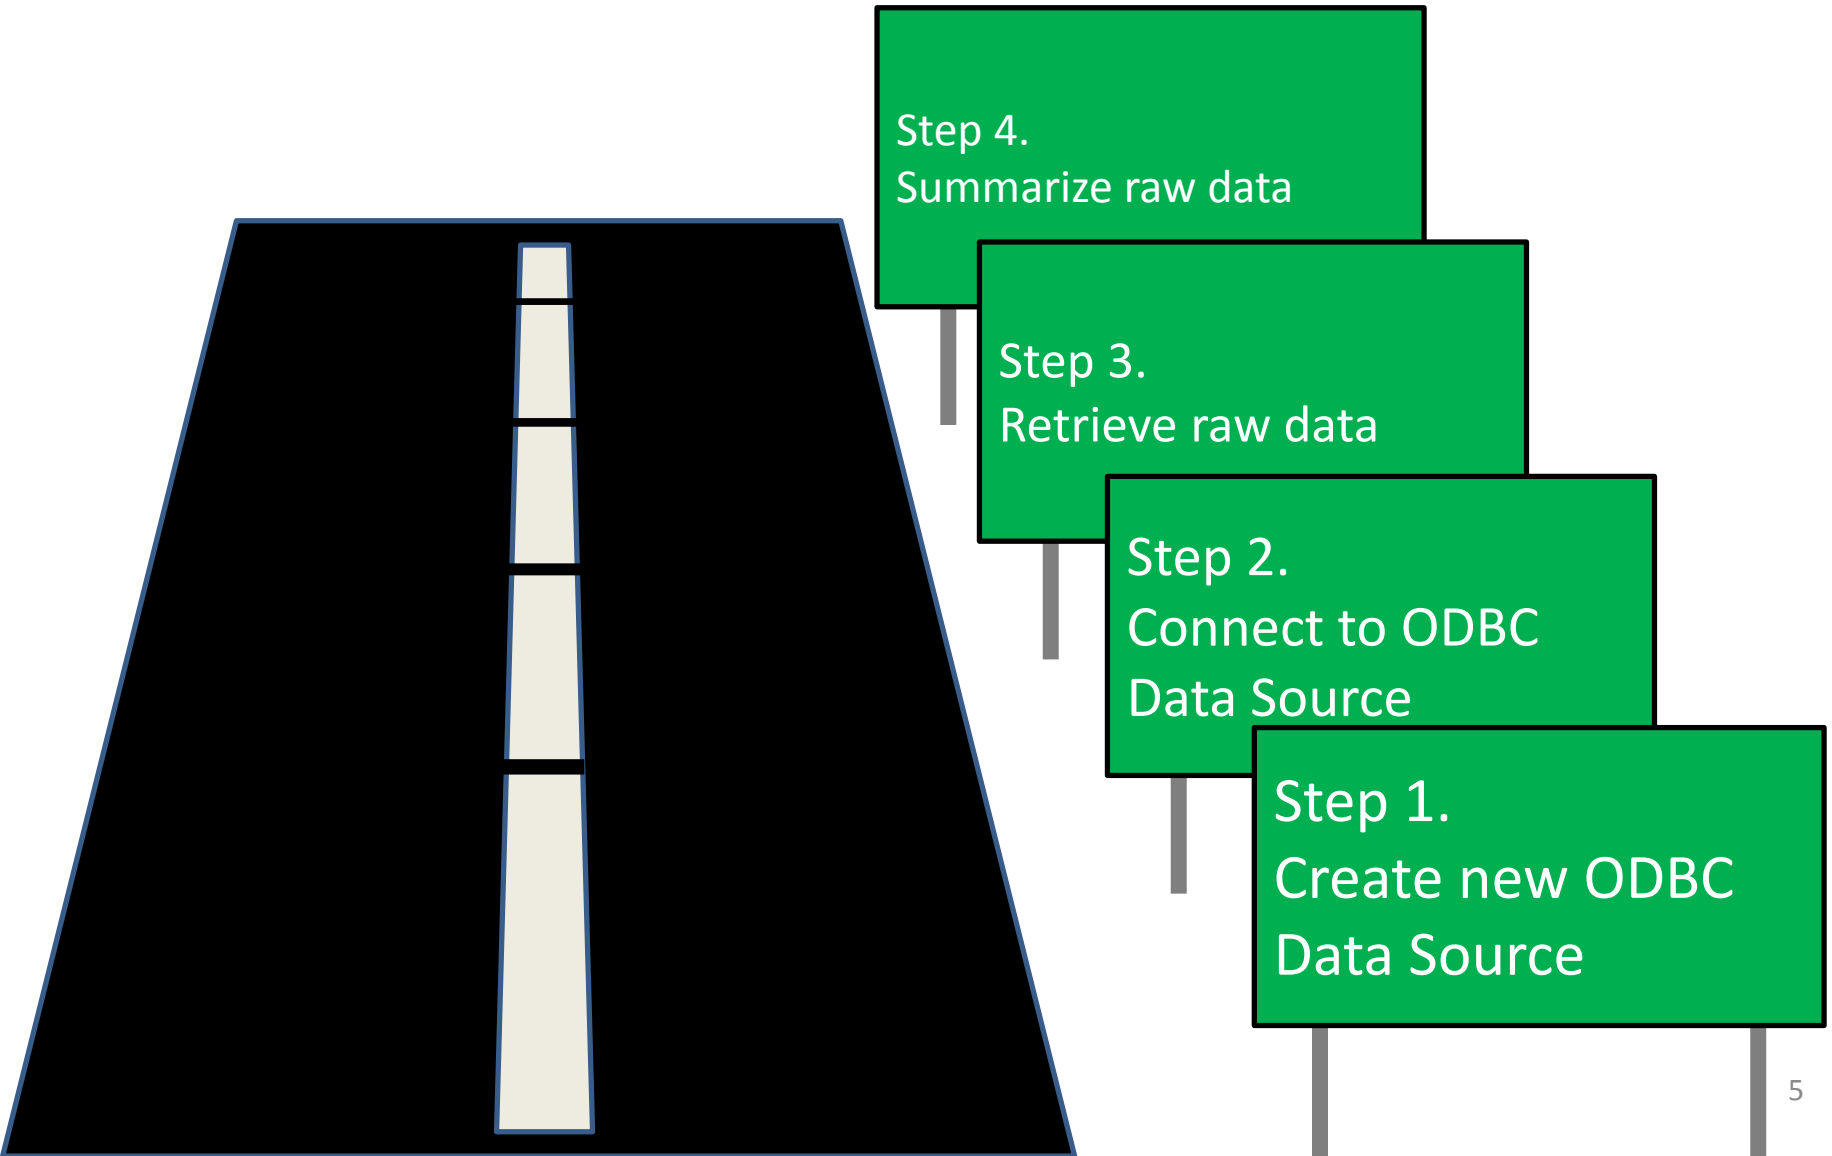 Step 4.
Summarize raw data
Step 3.
Retrieve raw data
Step 2.
Connect to ODBC
Data Source
Step 1.
Create new ODBC
Data Source
5